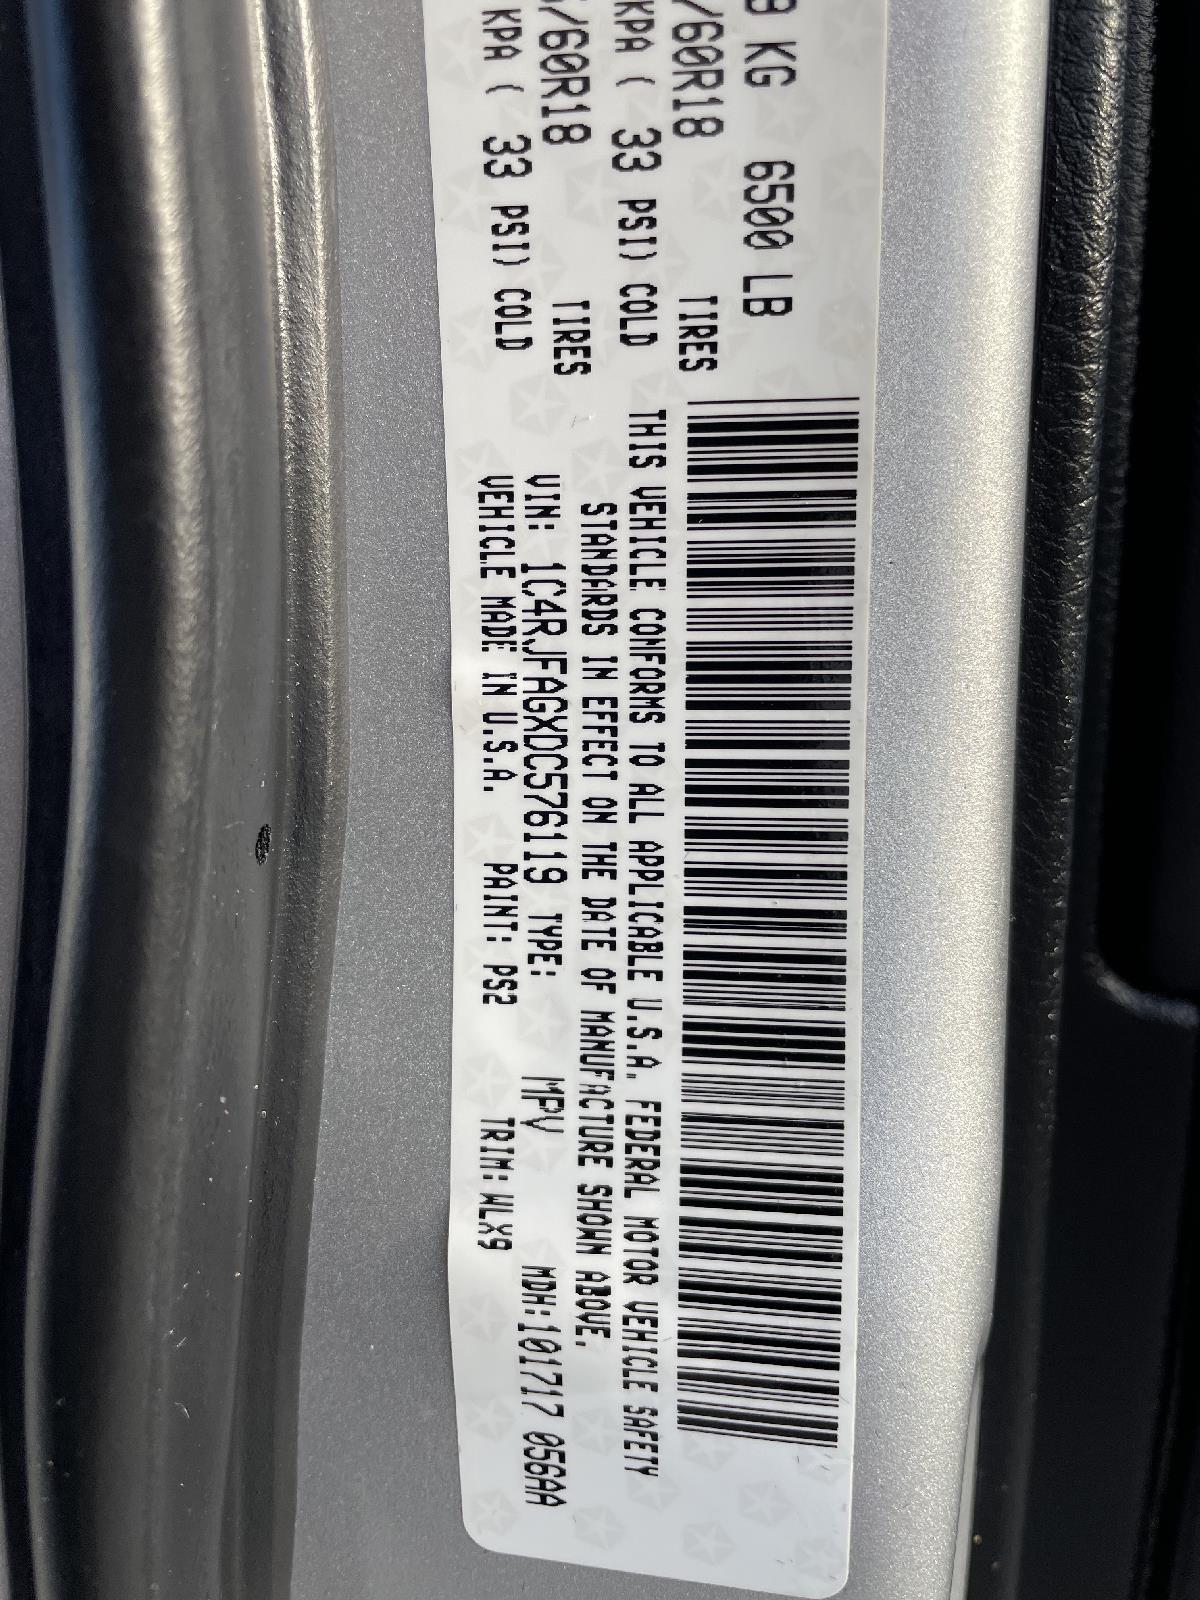 9 KG 6500 LB
/60R18 TIRES
KPA ( 33 PSI) COLD
/60R18 TIRES
KPA ( 33 PSI) COLD
THIS VEHICLE CONFORMS TO ALL APPLICABLE U.S.A. FEDERAL MOTOR VEHICLE SAFETY
STANDARDS IN EFFECT ON THE DATE OF MANUFACTURE SHOWN ABOVE.
VIN: 1C4RJFAGXDC576119 TYPE: MPV MDH:101717 056AA
VEHICLE MADE IN U.S.A. PAINT: PS2 TRIM: WLX9